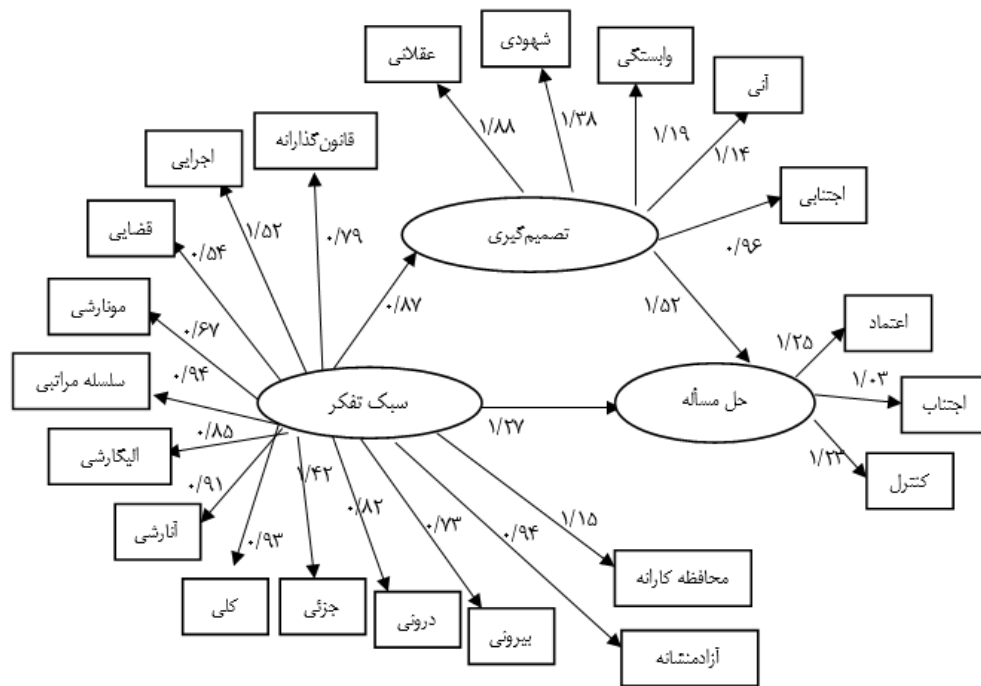 شهودی
وابستگی
عقلانی
آنی
۱/۸۸
۱/۳۸
۱/۱۹
۱/۱۴
قانون‌گذارانه
اجرایی
اجتنابی
قضایی
۰/۵۴
۱/۵۲
۰/۷۹
تصمیم‌گیری
۰/۹۶
مونارشی
۰/۶۷
۰/۸۷
۱/۵۲
اعتماد
۱/۲۵
سلسله مراتبی
۰/۹۴
سبک تفکر
۱/۲۷
حل مسأله
۱/۰۳
اجتناب
الیگارشی
۰/۸۵
۱/۲۳
کنترل
آنارشی
۰/۹۱
۰/۹۳
۱/۴۲
۰/۸۲
۰/۷۳
۰/۹۴
۱/۱۵
محافظه کارانه
کلی
جزئی
درونی
بیرونی
آزادمنشانه